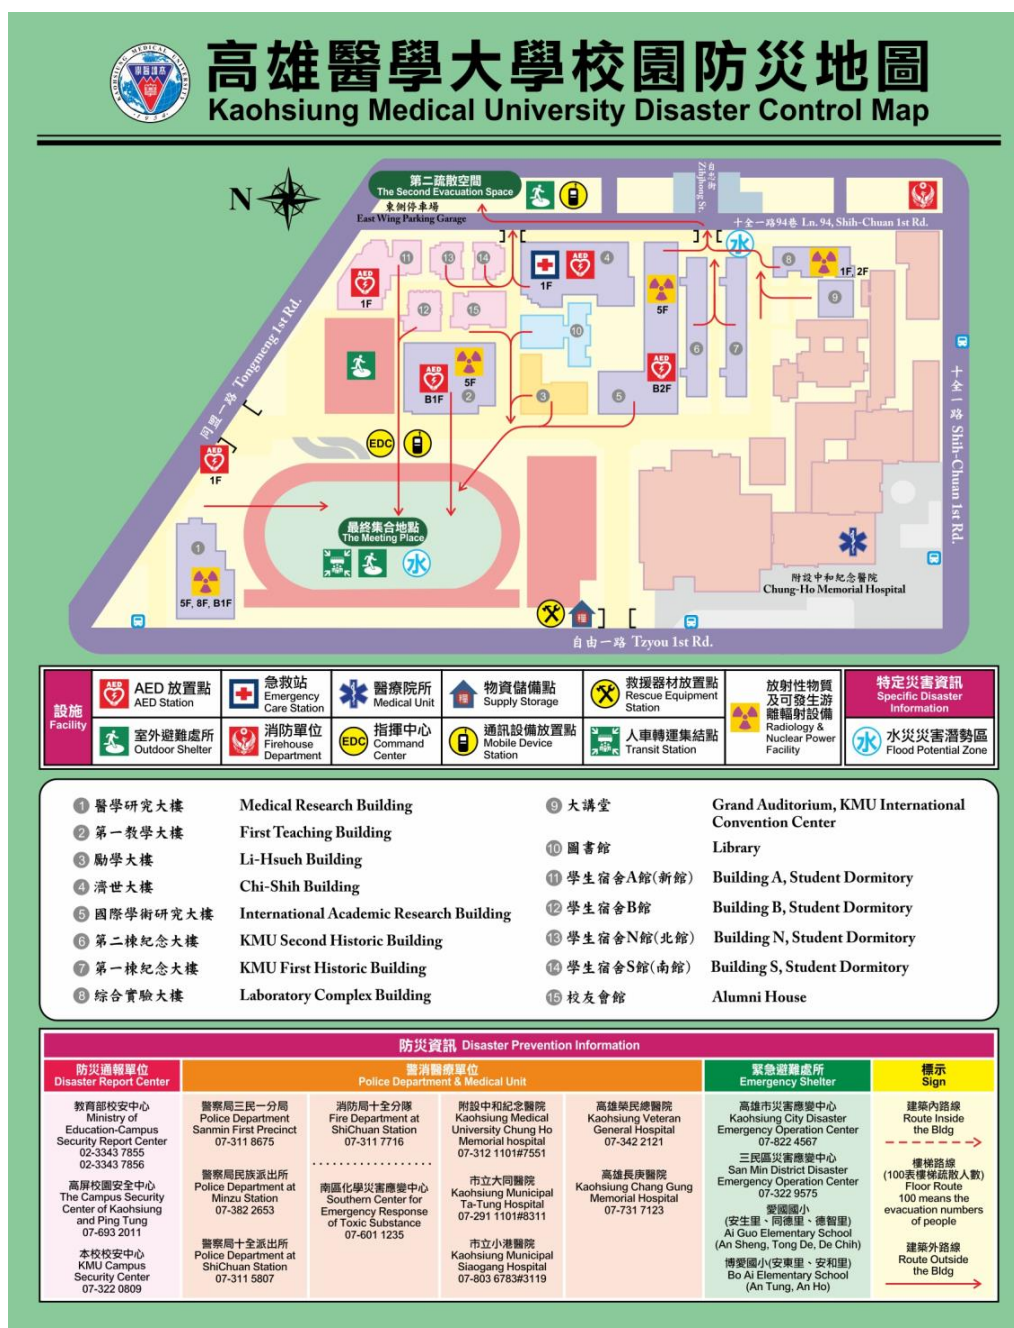 高雄醫學大學校園防災地圖
Kaohsiung Medical University Disaster Control Map
N
第二疏散空間
The Second Evacuation Space
東側停車場
East Wing Parking Garage
自忠街
Zihjhong St.
十全一路94巷 Ln. 94, Shih-Chuan 1st Rd.
同盟一路 Tongmeng 1st Rd.
十全一路 Shih-Chuan 1st Rd.
自由一路 Tzyou 1st Rd.
11
13
14
4
8
9
12
15
10
6
7
2
3
5
1
AED
1F
AED
1F
5F
水
1F, 2F
AED
B1F
5F
AED
B2F
EDC
AED
1F
5F, 8F, B1F
最終集合地點
The Meeting Place
水
糧
附設中和紀念醫院
Chung-Ho Memorial Hospital
設施
Facility
AED
AED 放置點
AED Station
急救站
Emergency
Care Station
醫療院所
Medical Unit
糧
物資儲備點
Supply Storage
救援器材放置點
Rescue Equipment
Station
放射性物質
及可發生游
離輻射設備
Radiology &
Nuclear Power
Facility
特定災害資訊
Specific Disaster
Information
室外避難處所
Outdoor Shelter
消防單位
Firehouse
Department
EDC
指揮中心
Command
Center
通訊設備放置點
Mobile Device
Station
人車轉運集結點
Transit Station
水
水災災害潛勢區
Flood Potential Zone
1 醫學研究大樓 Medical Research Building
2 第一教學大樓 First Teaching Building
3 勵學大樓 Li-Hsueh Building
4 濟世大樓 Chi-Shih Building
5 國際學術研究大樓 International Academic Research Building
6 第二棟紀念大樓 KMU Second Historic Building
7 第一棟紀念大樓 KMU First Historic Building
8 綜合實驗大樓 Laboratory Complex Building
9 大講堂 Grand Auditorium, KMU International
Convention Center
10 圖書館 Library
11 學生宿舍A館(新館) Building A, Student Dormitory
12 學生宿舍B館 Building B, Student Dormitory
13 學生宿舍N館(北館) Building N, Student Dormitory
14 學生宿舍S館(南館) Building S, Student Dormitory
15 校友會館 Alumni House
防災資訊 Disaster Prevention Information
防災通報單位
Disaster Report Center
教育部校安中心
Ministry of
Education-Campus
Security Report Center
02-3343 7855
02-3343 7856
高屏校園安全中心
The Campus Security
Center of Kaohsiung
and Ping Tung
07-693 2011
本校校安中心
KMU Campus
Security Center
07-322 0809
警消醫療單位
Police Department & Medical Unit
警察局三民一分局
Police Department
Sanmin First Precinct
07-311 8675
警察局民族派出所
Police Department at
Minzu Station
07-382 2653
警察局十全派出所
Police Department at
ShiChuan Station
07-311 5807
消防局十全分隊
Fire Department at
ShiChuan Station
07-311 7716
南區化學災害應變中心
Southern Center for
Emergency Response
of Toxic Substance
07-601 1235
附設中和紀念醫院
Kaohsiung Medical
University Chung Ho
Memorial hospital
07-312 1101#7551
市立大同醫院
Kaohsiung Municipal
Ta-Tung Hospital
07-291 1101#8311
市立小港醫院
Kaohsiung Municipal
Siaogang Hospital
07-803 6783#3119
高雄榮民總醫院
Kaohsiung Veteran
General Hospital
07-342 2121
高雄長庚醫院
Kaohsiung Chang Gung
Memorial Hospital
07-731 7123
緊急避難處所
Emergency Shelter
高雄市災害應變中心
Kaohsiung City Disaster
Emergency Operation Center
07-822 4567
三民區災害應變中心
San Min District Disaster
Emergency Operation Center
07-322 9575
愛國國小
(安生里、同德里、德智里)
Ai Guo Elementary School
(An Sheng, Tong De, De Chih)
博愛國小(安東里、安和里)
Bo Ai Elementary School
(An Tung, An Ho)
標示
Sign
建築內路線
Route Inside
the Bldg
樓梯路線
(100表樓梯疏散人數)
Floor Route
100 means the
evacuation numbers
of people
建築外路線
Route Outside
the Bldg